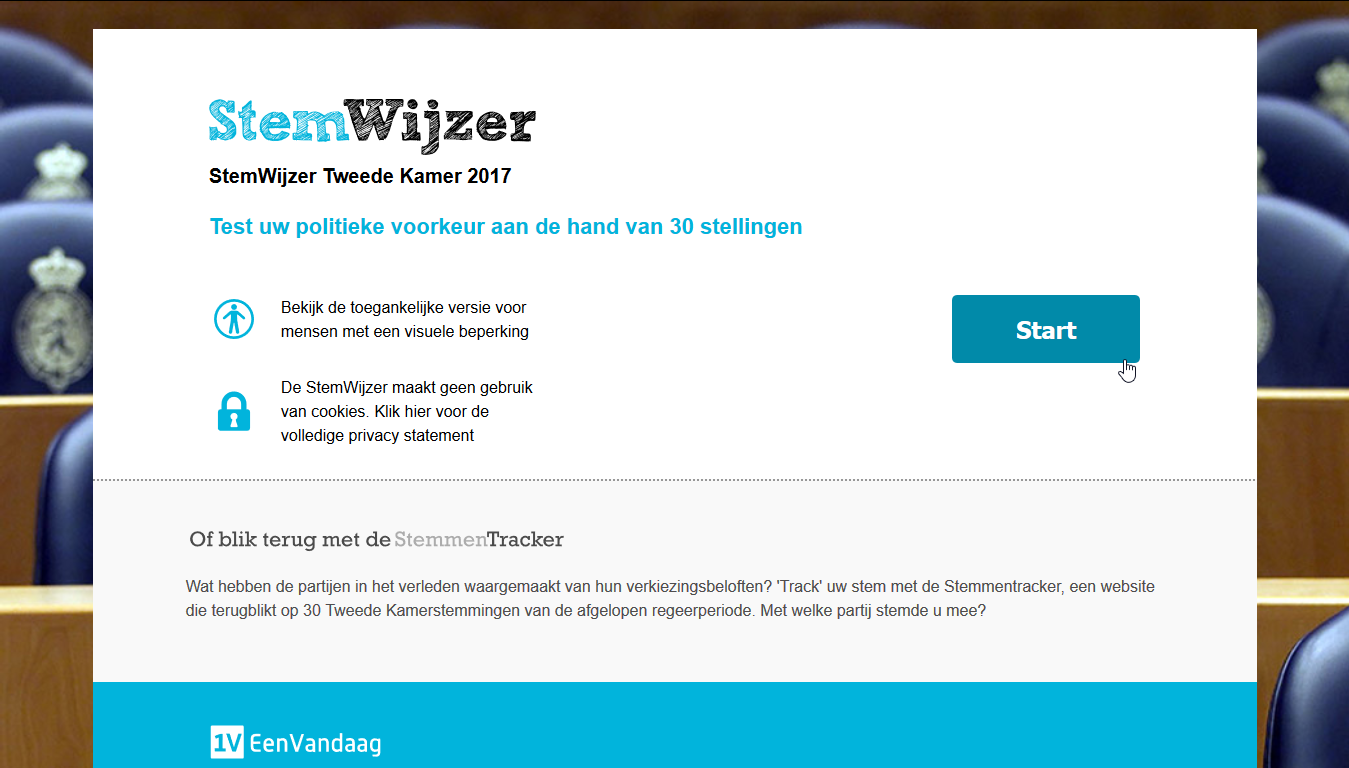 StemWijzer
StemWijzer Tweede Kamer 2017
Test uw politieke voorkeur aan de hand van 30 stellingen
Bekijk de toegankelijke versie voor
mensen met een visuele beperking
Start
De StemWijzer maakt geen gebruik
van cookies. Klik hier voor de
volledige privacy statement
Of blik terug met de StemmenTracker
Wat hebben de partijen in het verleden waargemaakt van hun verkiezingsbeloften? 'Track' uw stem met de Stemmentracker, een website
die terugblikt op 30 Tweede Kamerstemmingen van de afgelopen regeerperiode. Met welke partij stemde u mee?
1V EenVandaag